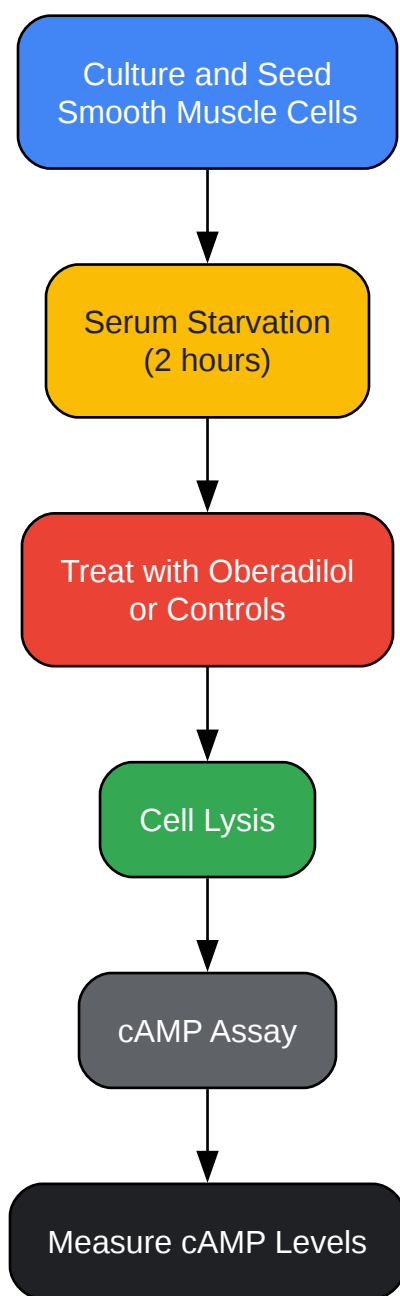 Culture and Seed
Smooth Muscle Cells
Serum Starvation
(2 hours)
Treat with Oberadilol
or Controls
Cell Lysis
cAMP Assay
Measure cAMP Levels